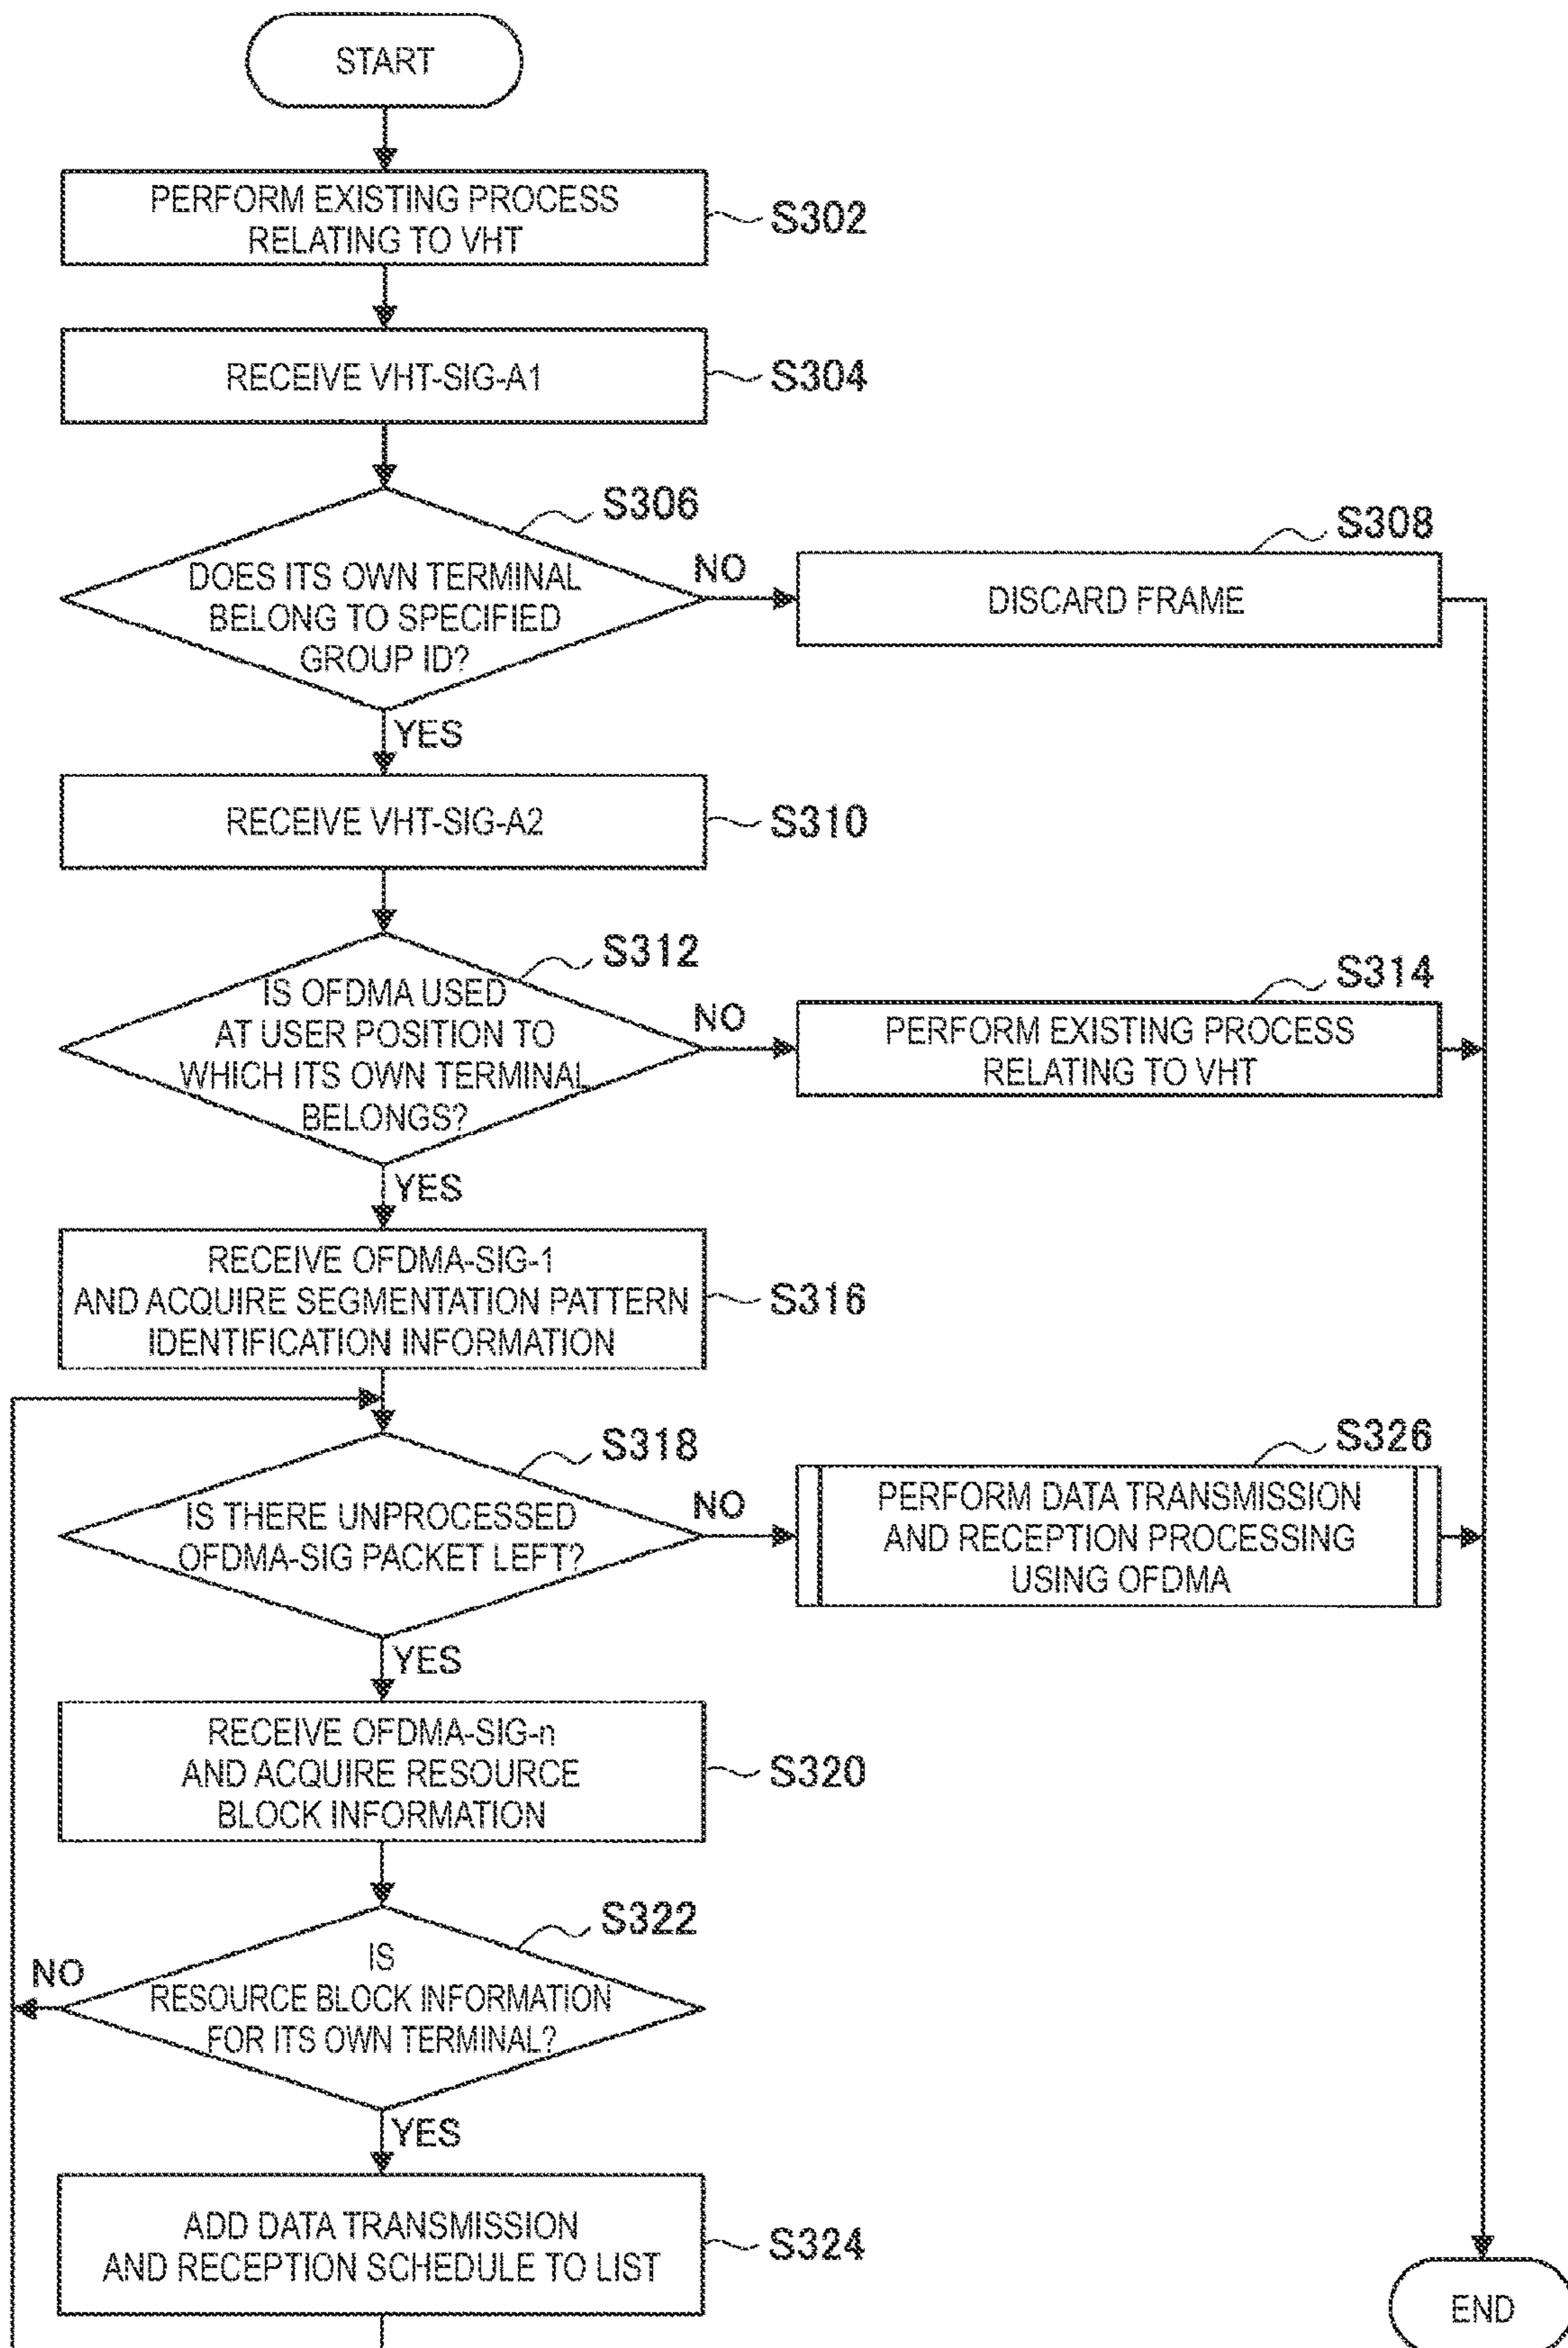 START
PERFORM EXISTING PROCESS
RELATING TO VHT
S302
RECEIVE VHT-SIG-A1
S304
S306
DOES ITS OWN TERMINAL
BELONG TO SPECIFIED
GROUP ID?
NO
S308
DISCARD FRAME
YES
RECEIVE VHT-SIG-A2
S310
S312
IS OFDMA USED
AT USER POSITION TO
WHICH ITS OWN TERMINAL
BELONGS?
NO
S314
PERFORM EXISTING PROCESS
RELATING TO VHT
YES
RECEIVE OFDMA-SIG-1
AND ACQUIRE SEGMENTATION PATTERN
IDENTIFICATION INFORMATION
S316
S318
IS THERE UNPROCESSED
OFDMA-SIG PACKET LEFT?
NO
S326
PERFORM DATA TRANSMISSION
AND RECEPTION PROCESSING
USING OFDMA
YES
RECEIVE OFDMA-SIG-n
AND ACQUIRE RESOURCE
BLOCK INFORMATION
S320
S322
IS
RESOURCE BLOCK INFORMATION
FOR ITS OWN TERMINAL?
NO
YES
ADD DATA TRANSMISSION
AND RECEPTION SCHEDULE TO LIST
S324
END